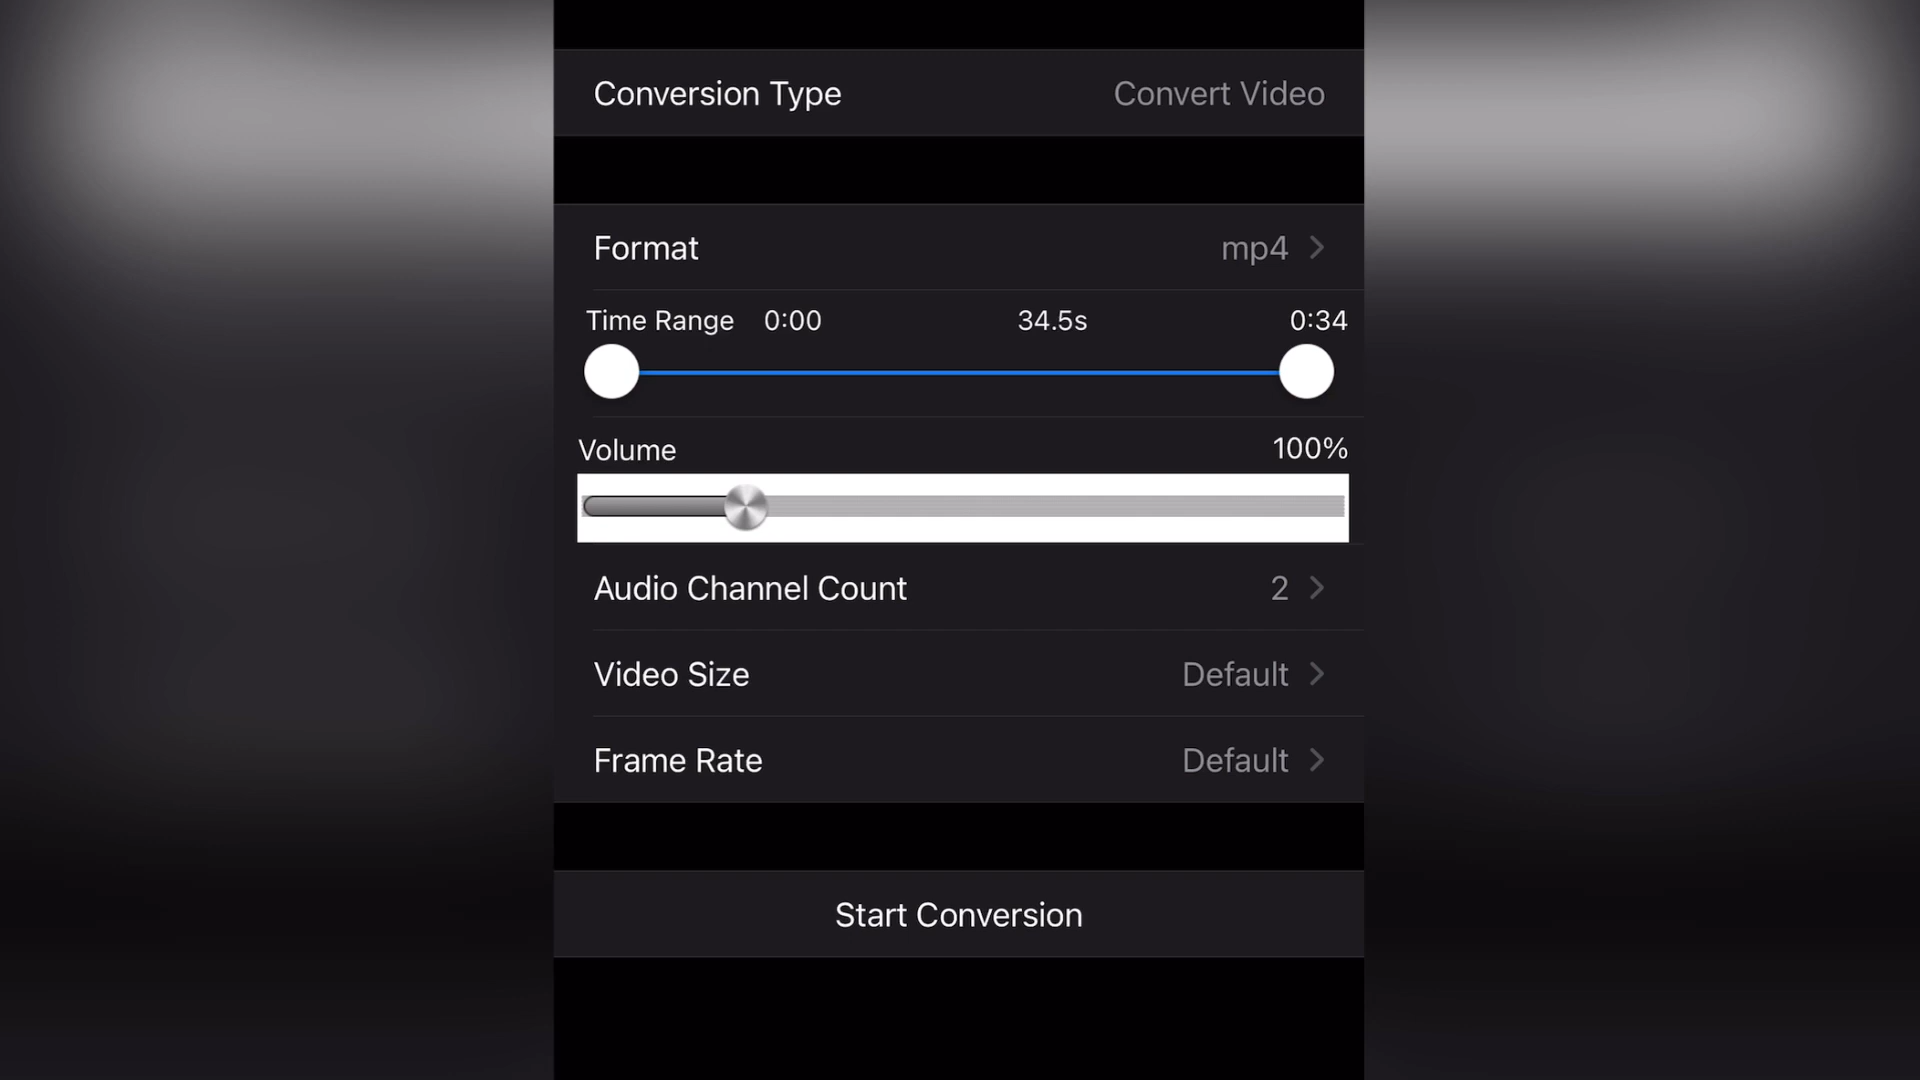 Conversion Type Convert Video
Format mp4
Time Range 0:00 34.5s 0:34
Volume 100%
Audio Channel Count 2
Video Size Default
Frame Rate Default
Start Conversion